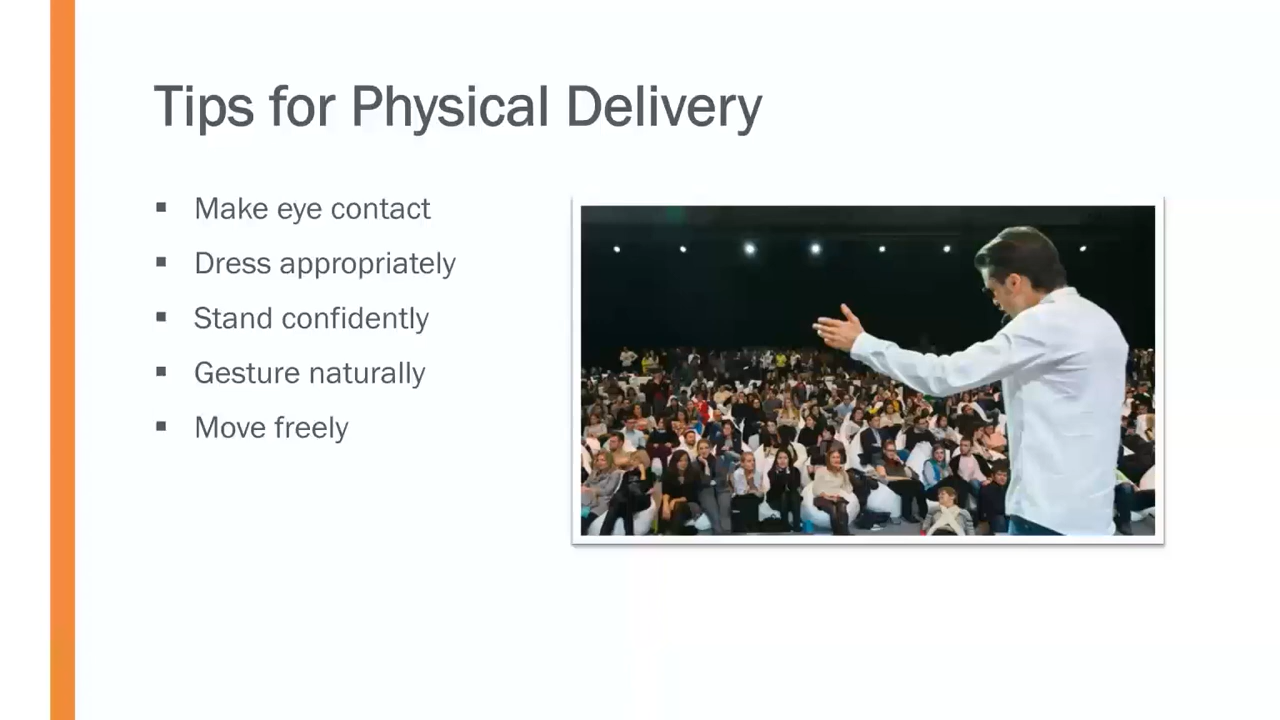 Tips for Physical Delivery
▪ Make eye contact
▪ Dress appropriately
▪ Stand confidently
▪ Gesture naturally
▪ Move freely